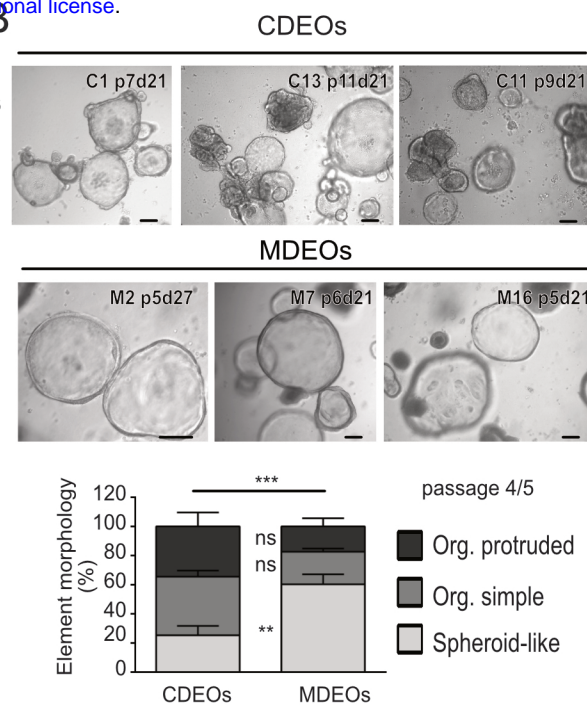 onal license.
B
CDEOs
C1 p7d21
C13 p11d21
C11 p9d21
MDEOs
M2 p5d27
M7 p6d21
M16 p5d21
Element morphology
(%)
120
100
80
60
40
20
0
***
ns
ns
**
CDEOs
MDEOs
passage 4/5
Org. protruded
Org. simple
Spheroid-like